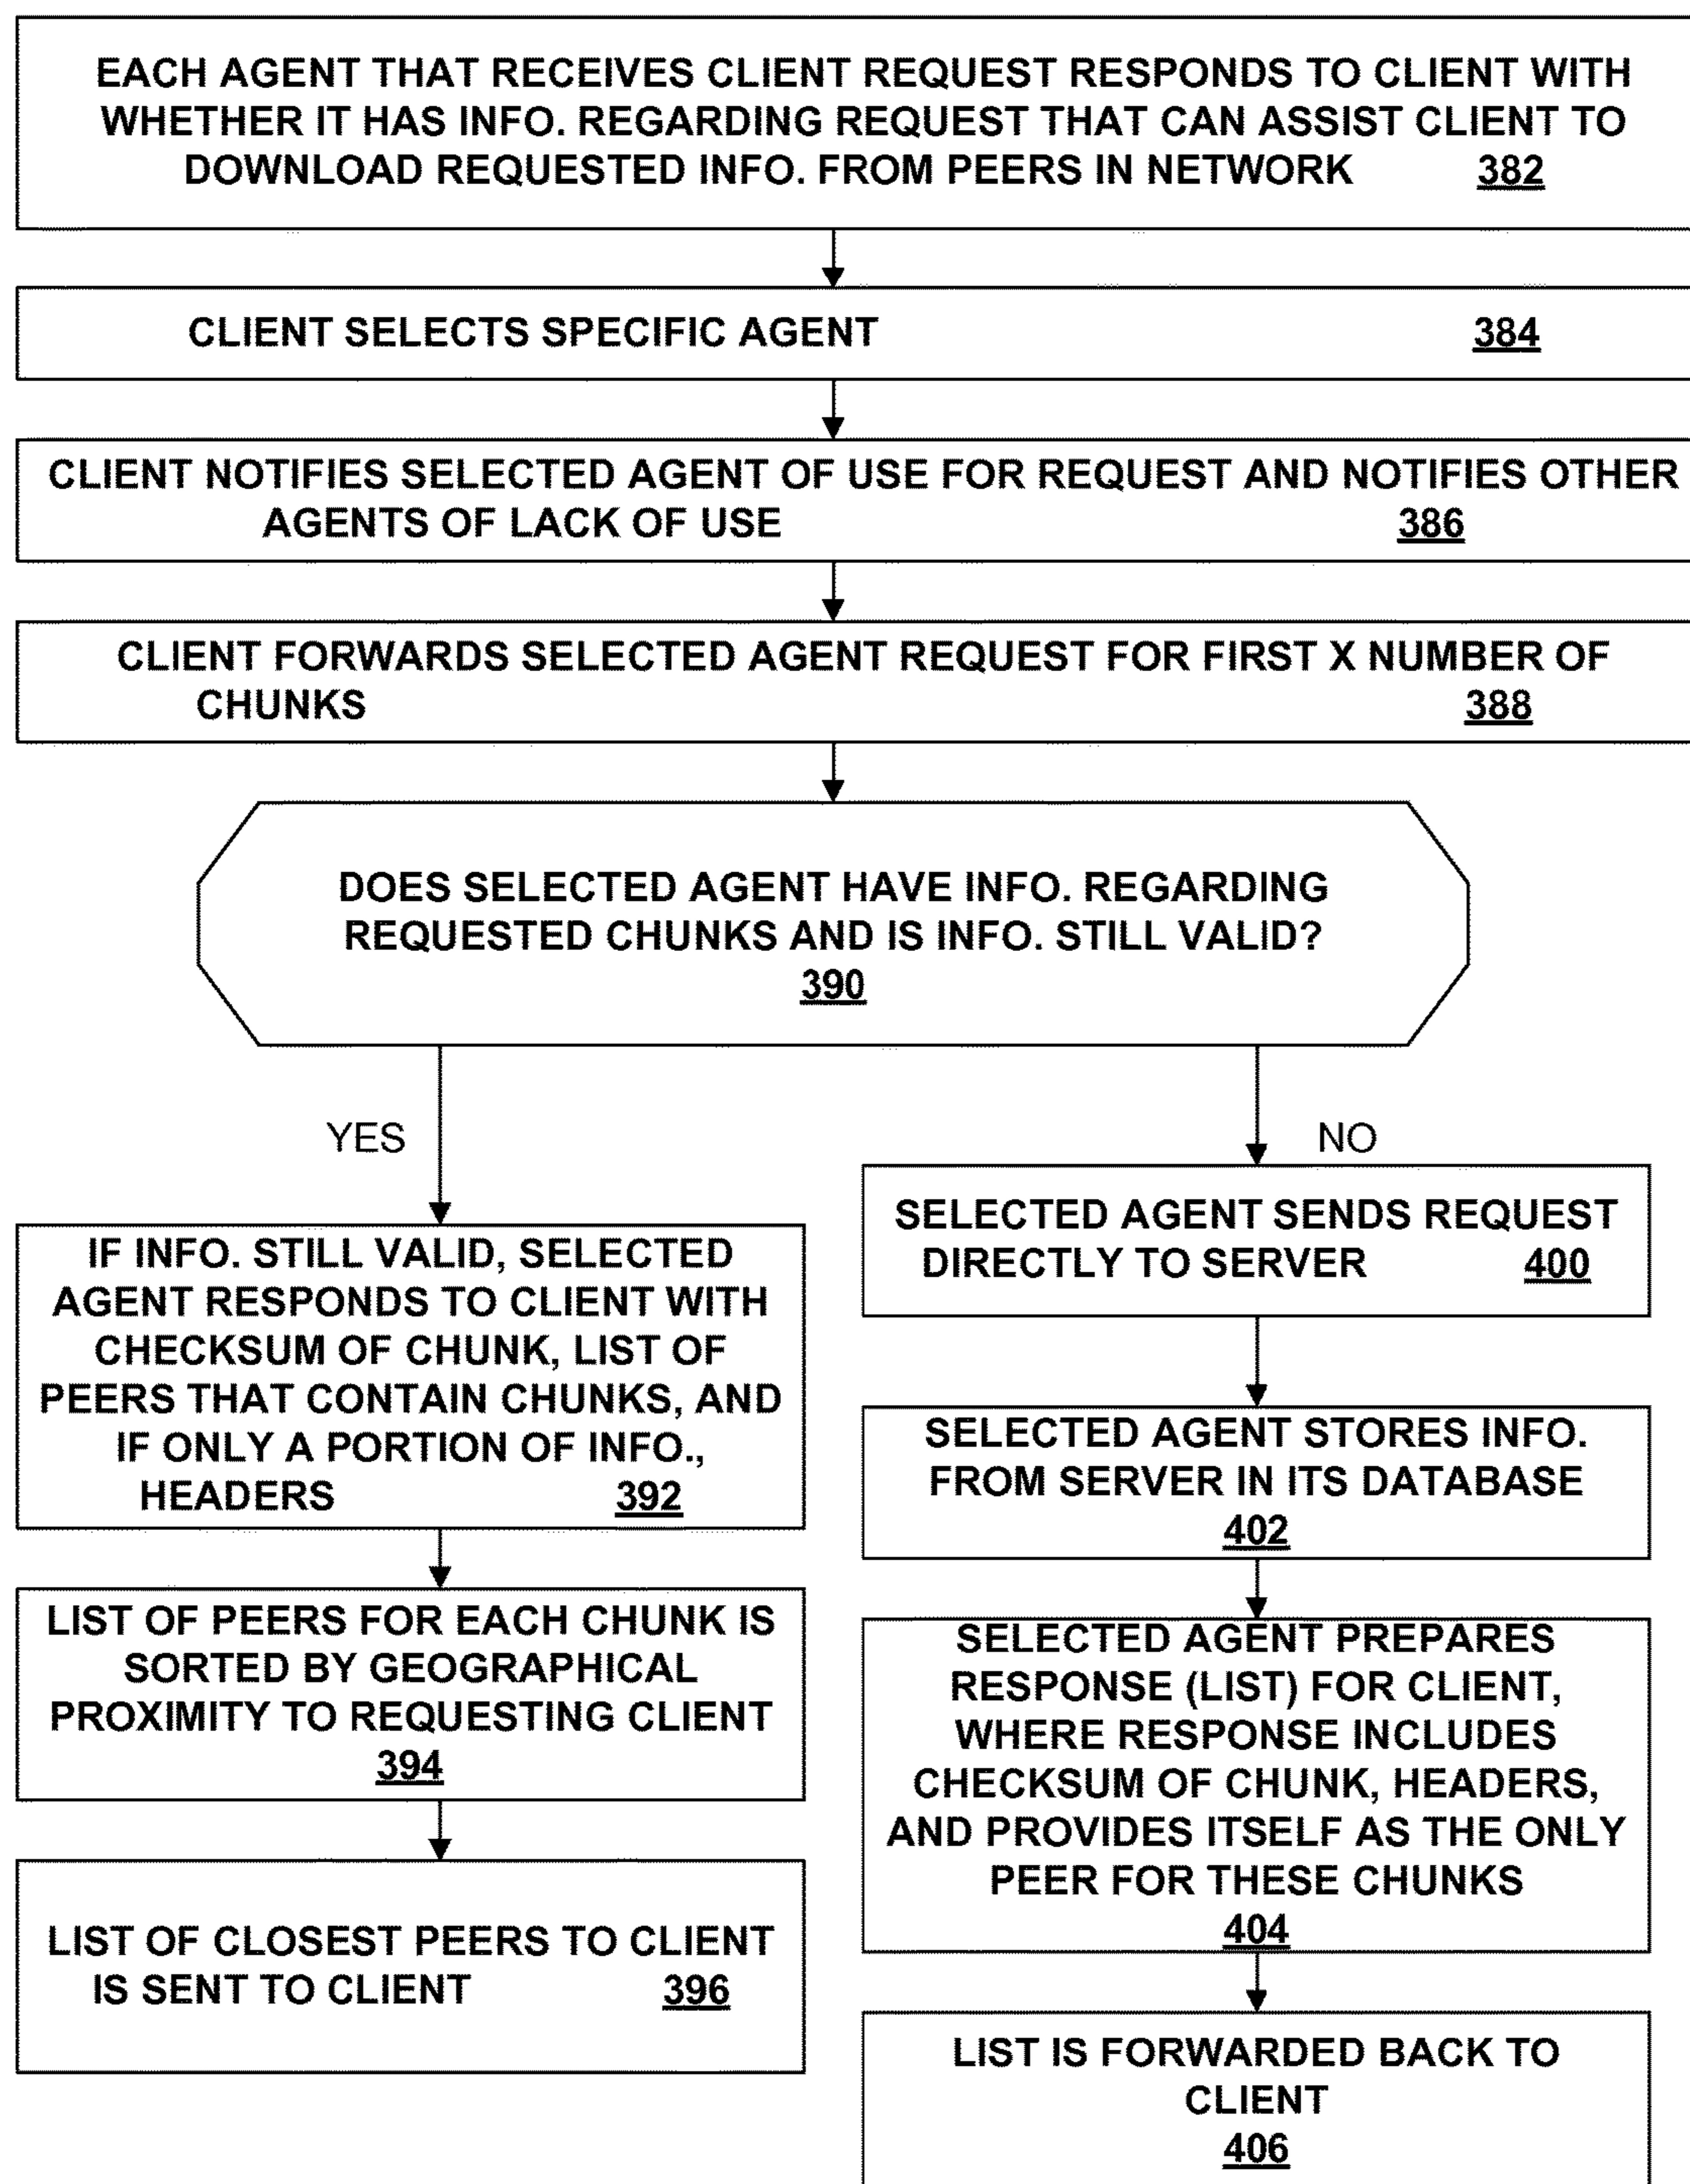 EACH AGENT THAT RECEIVES CLIENT REQUEST RESPONDS TO CLIENT WITH
WHETHER IT HAS INFO. REGARDING REQUEST THAT CAN ASSIST CLIENT TO
DOWNLOAD REQUESTED INFO. FROM PEERS IN NETWORK 382
CLIENT SELECTS SPECIFIC AGENT 384
CLIENT NOTIFIES SELECTED AGENT OF USE FOR REQUEST AND NOTIFIES OTHER
AGENTS OF LACK OF USE 386
CLIENT FORWARDS SELECTED AGENT REQUEST FOR FIRST X NUMBER OF
CHUNKS 388
DOES SELECTED AGENT HAVE INFO. REGARDING
REQUESTED CHUNKS AND IS INFO. STILL VALID?
390
YES
IF INFO. STILL VALID, SELECTED
AGENT RESPONDS TO CLIENT WITH
CHECKSUM OF CHUNK, LIST OF
PEERS THAT CONTAIN CHUNKS, AND
IF ONLY A PORTION OF INFO.,
HEADERS 392
LIST OF PEERS FOR EACH CHUNK IS
SORTED BY GEOGRAPHICAL
PROXIMITY TO REQUESTING CLIENT
394
LIST OF CLOSEST PEERS TO CLIENT
IS SENT TO CLIENT 396
NO
SELECTED AGENT SENDS REQUEST
DIRECTLY TO SERVER 400
SELECTED AGENT STORES INFO.
FROM SERVER IN ITS DATABASE
402
SELECTED AGENT PREPARES
RESPONSE (LIST) FOR CLIENT,
WHERE RESPONSE INCLUDES
CHECKSUM OF CHUNK, HEADERS,
AND PROVIDES ITSELF AS THE ONLY
PEER FOR THESE CHUNKS
404
LIST IS FORWARDED BACK TO
CLIENT
406